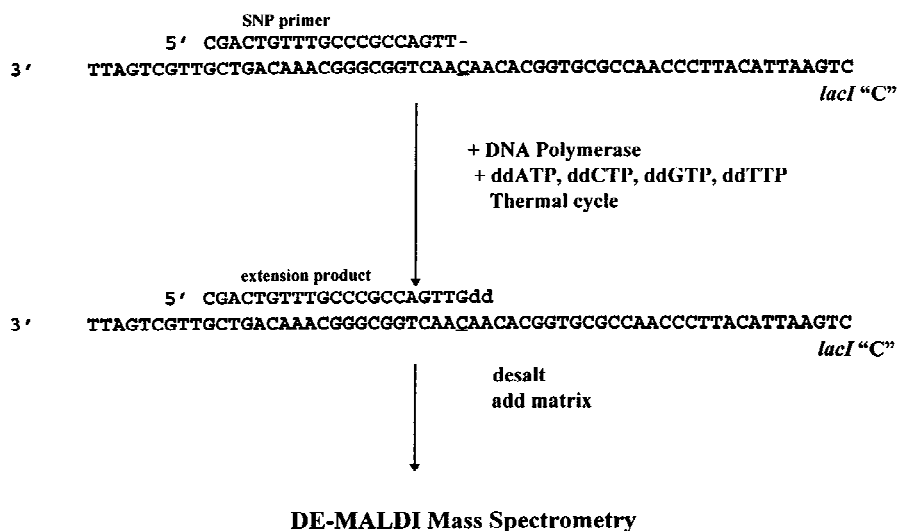 SNP primer
5' CGACTGTTTGCCCGCCAGTT-
3' TTAGTCGTTGCTGACAAACGGGCGGTCAACAACACGGTGCGCCAACCCTTACATTAAGTC
lacI “C”
+ DNA Polymerase
+ ddATP, ddCTP, ddGTP, ddTTP
Thermal cycle
extension product
5' CGACTGTTTGCCCGCCAGTTGdd
3' TTAGTCGTTGCTGACAAACGGGCGGTCAACAACACGGTGCGCCAACCCTTACATTAAGTC
lacI “C”
desalt
add matrix
DE-MALDI Mass Spectrometry